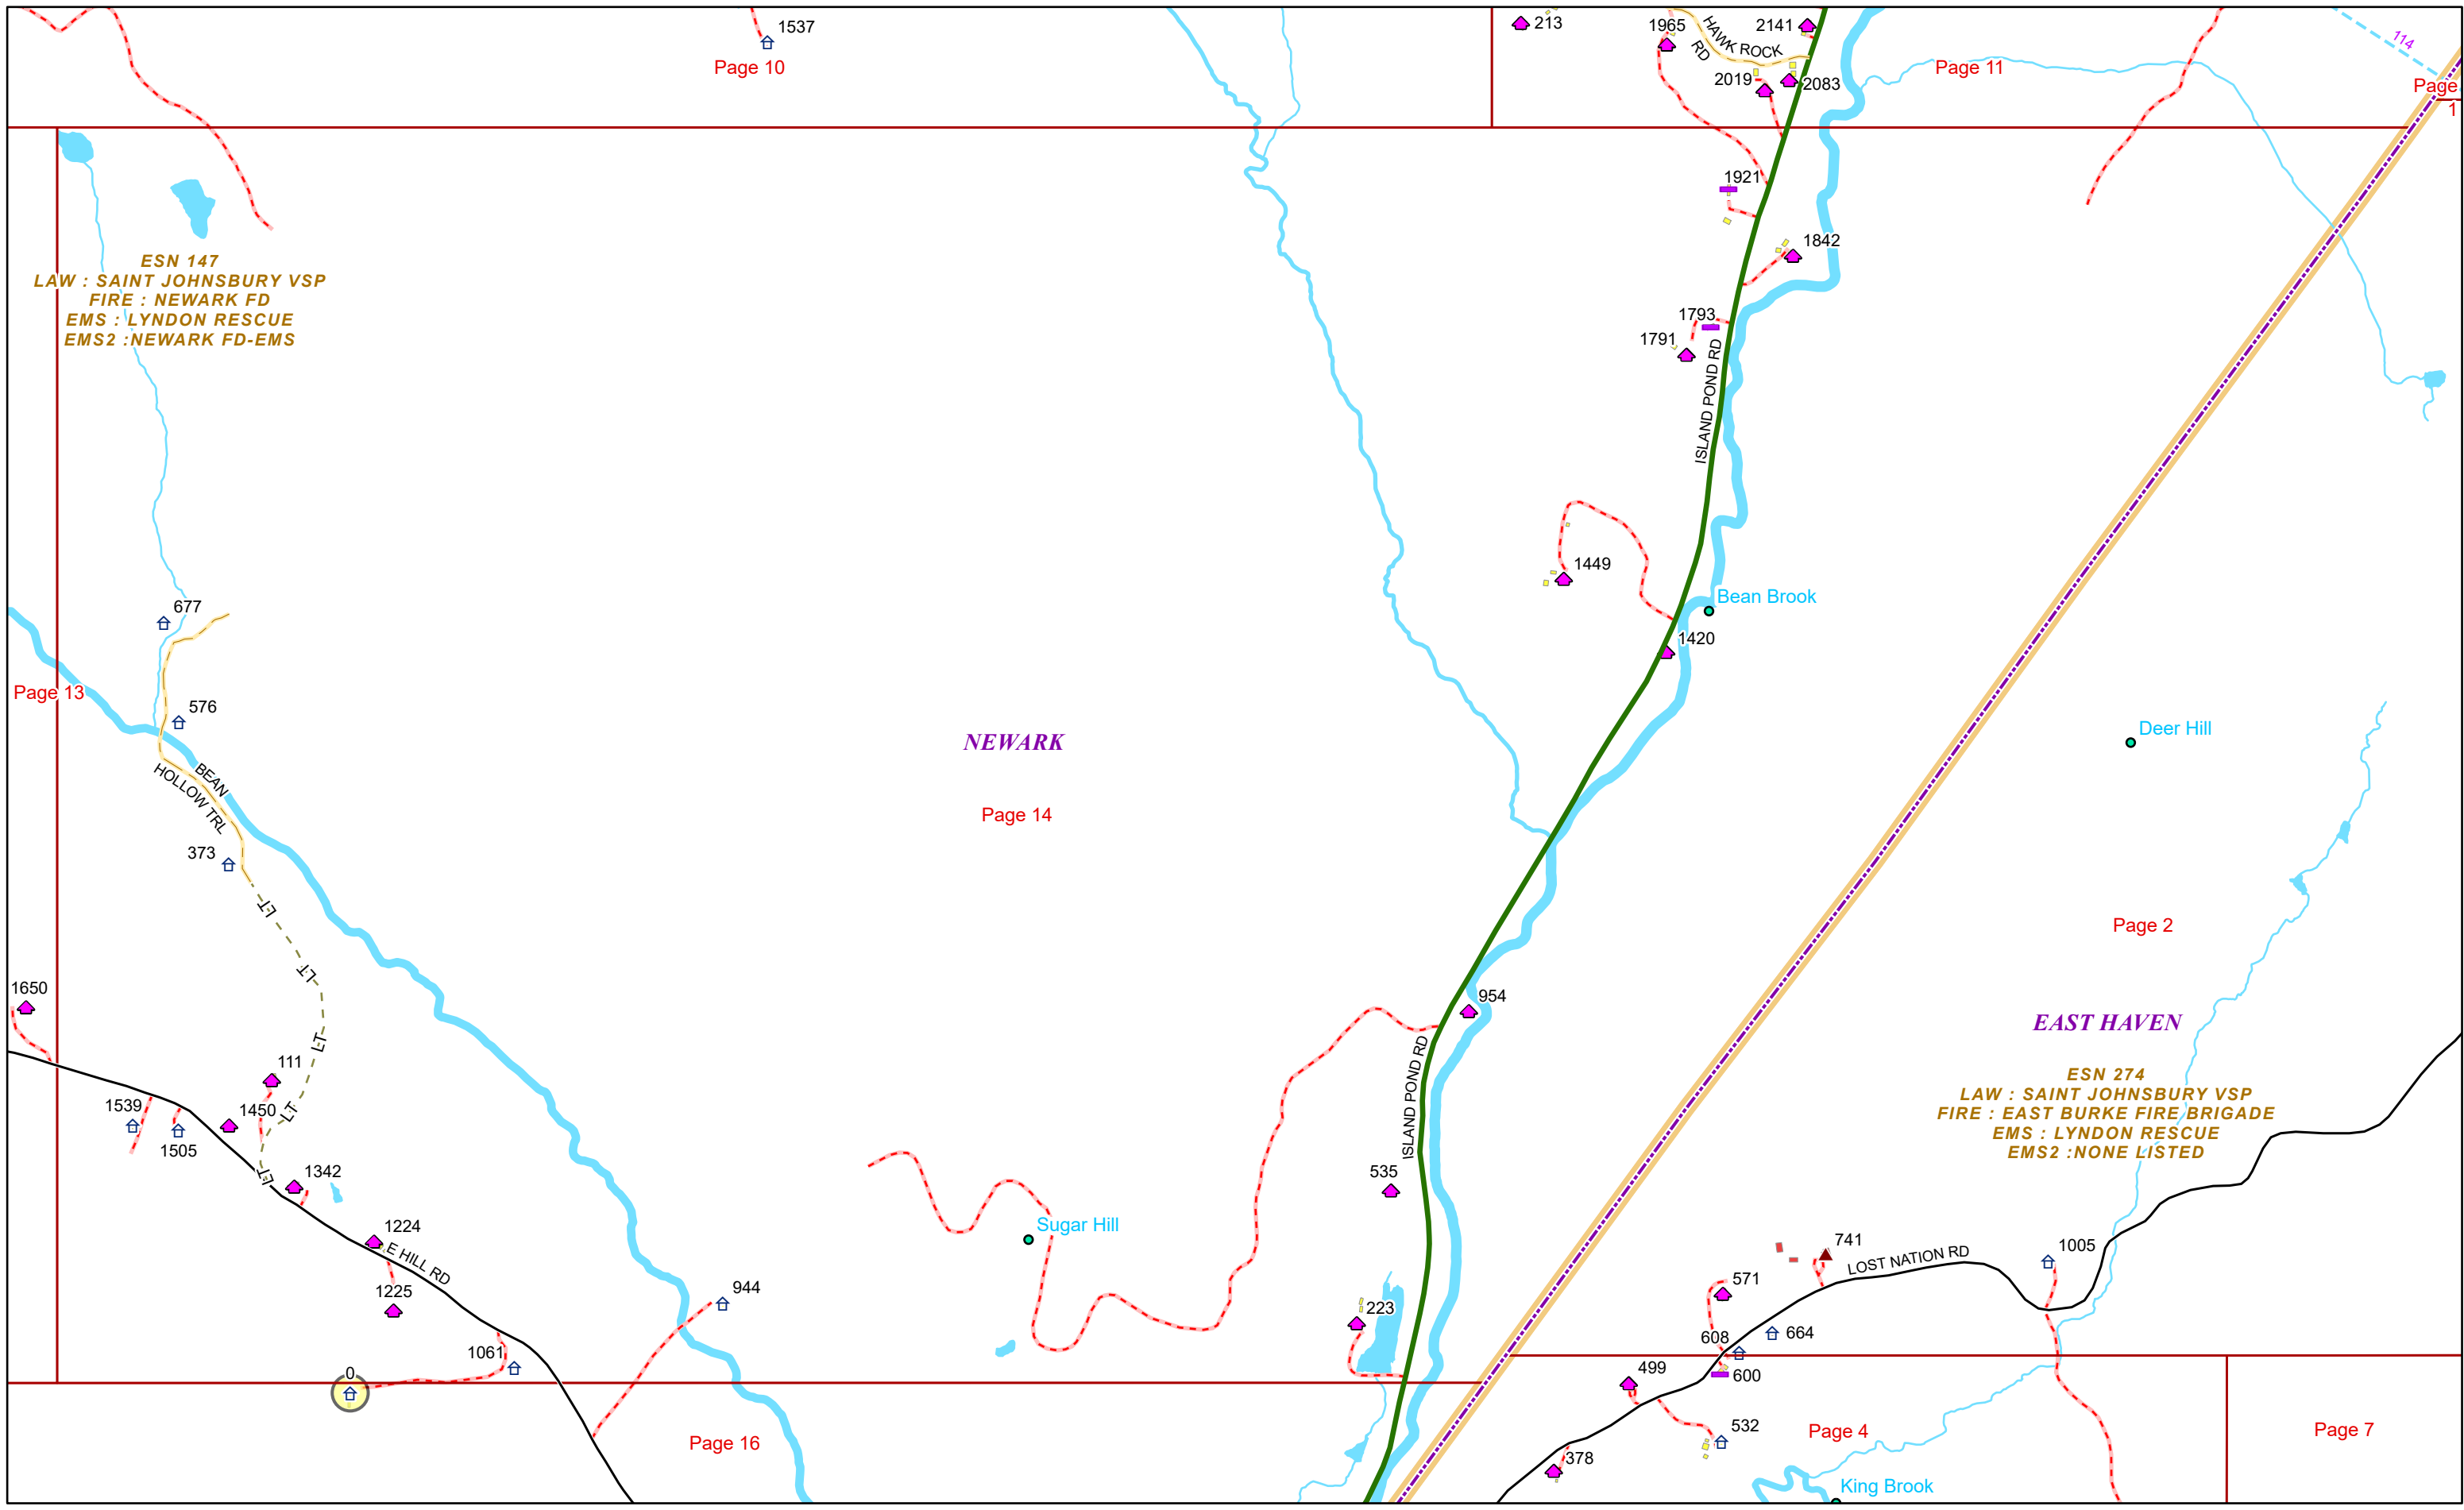 1537
Page 10
213
1965
HAWK ROCK
RD
2141
2019
2083
Page 11
114
Page
1
1921
1842
1793
1791
ISLAND POND RD
ESN 147
LAW : SAINT JOHNSBURY VSP
FIRE : NEWARK FD
EMS : LYNDON RESCUE
EMS2 :NEWARK FD-EMS
1449
Bean Brook
1420
677
Page 13
576
BEAN
HOLLOW TRL
373
NEWARK
Page 14
Deer Hill
Page 2
LT
LT
LT
LT
LT
1650
954
EAST HAVEN
ISLAND POND RD
ESN 274
LAW : SAINT JOHNSBURY VSP
FIRE : EAST BURKE FIRE BRIGADE
EMS : LYNDON RESCUE
EMS2 :NONE LISTED
111
1539
1450
1505
1342
535
1224
E HILL RD
1225
Sugar Hill
741
LOST NATION RD
1005
944
223
571
608
664
1061
0
499
600
532
Page 16
Page 4
Page 7
378
King Brook